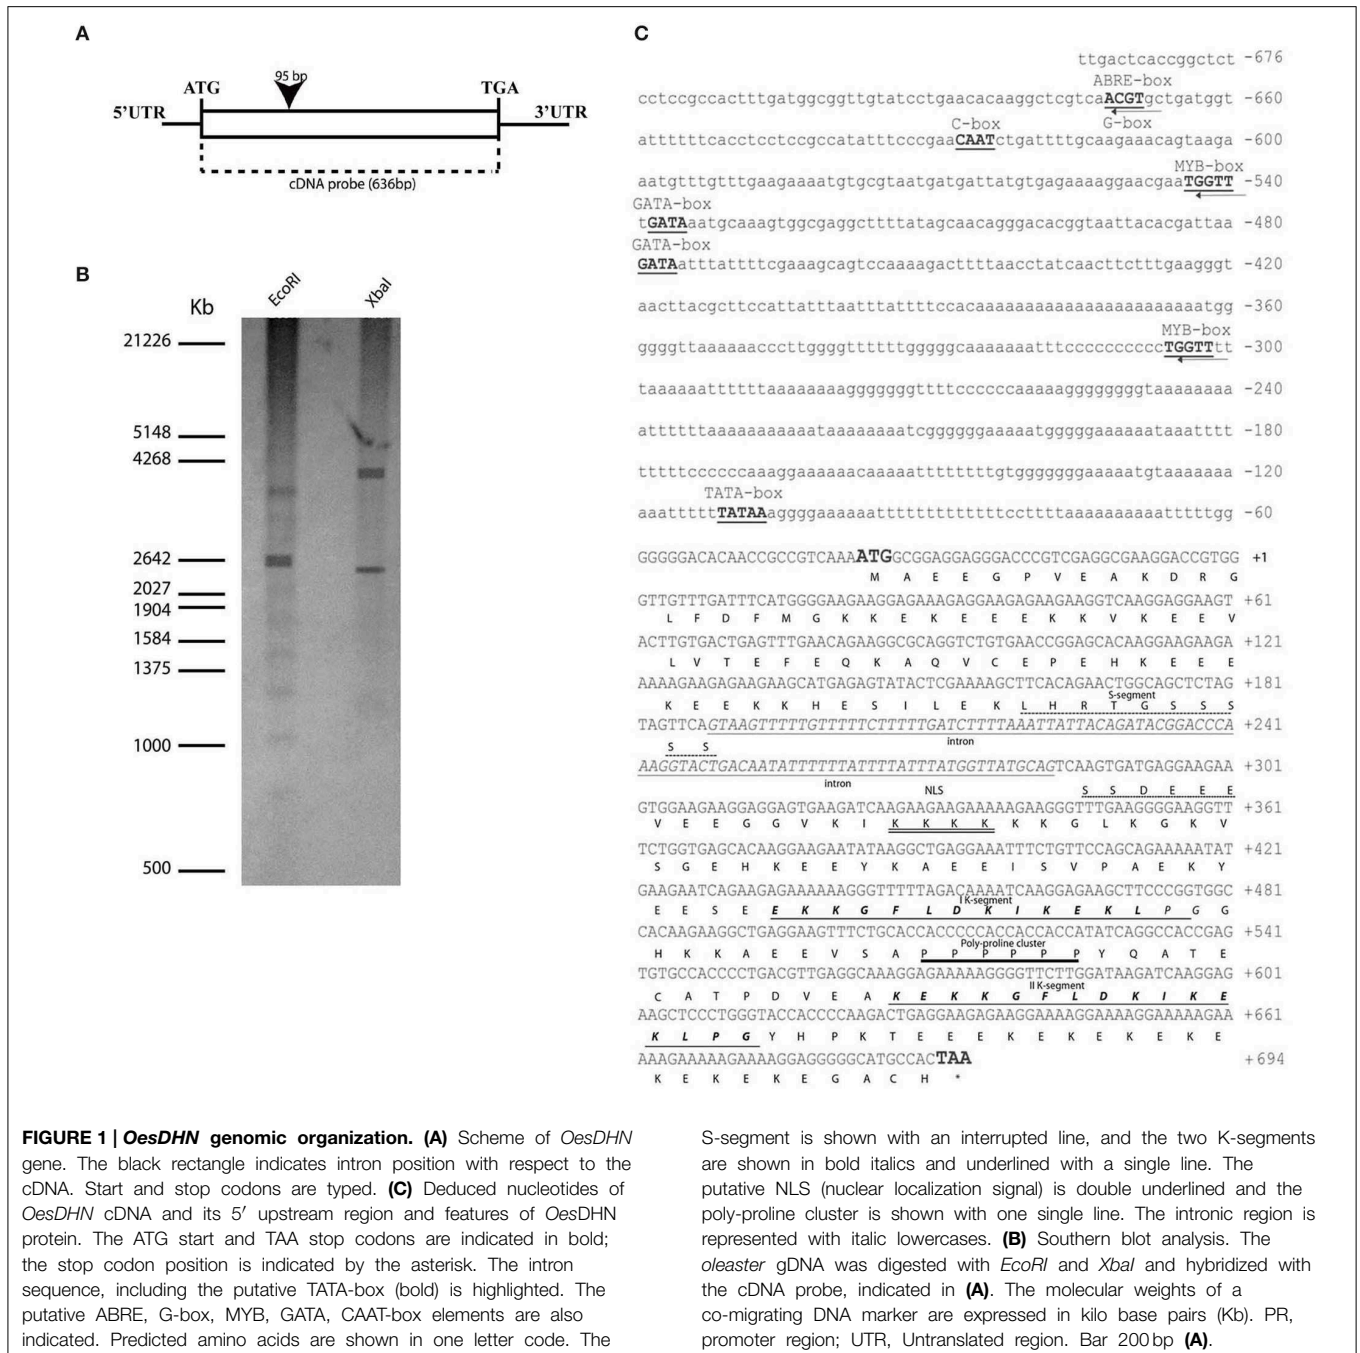 A
95 bp
ATG
TGA
5'UTR
3'UTR
cDNA probe (636bp)
B
Kb
EcoRI
XbaI
21226
5148
4268
2642
2027
1904
1584
1375
1000
500
C
ttgactcaccggctct -676
ABRE-box
cctccgccactttgatggcggttgtatcctgaacacaaggctcgtcaACGTgctgatggt -660
C-box
G-box
attttttcacctcctccgccatatttcccgaaCAATctgattttgcaagaaacagtaaga -600
MYB-box
aatgtttgtttgaagaaaatgtgcgtaatgatgattatgtgagaaaaggaacgaaTGGTT -540
GATA-box
tGATAaatgcaaagtggcgaggcttttatagcaacagggacacggtaattacacgattaa -480
GATA-box
GATAatttattttcgaaagcagtccaaaagacttttaacctatcaacttctttgaagggt -420
aacttacgcttccattatttaatttattttccacaaaaaaaaaaaaaaaaaaaaaaatgg -360
MYB-box
ggggttaaaaaacccttggggttttttgggggcaaaaaaatttccccccccccTGGTTtt -300
taaaaaattttttaaaaaaaaggggggggttttccccccaaaaaggggggggtaaaaaaaa -240
attttttaaaaaaaaaaataaaaaaaatcggggggaaaaatgggggaaaaaaataaatttt -180
tttttccccccaaaggaaaaaacaaaaattttttttgtgggggggaaaaatgtaaaaaaa -120
TATA-box
aaatttttTATAAaggggaaaaaaatttttttttttttttccttttaaaaaaaaatttttgg -60
GGGGGACACAACCGCCGTCAAAATGGCGGAGGAGGGACCCGTCGAGGCGAAGGACCGTGG +1
M A E E G P V E A K D R G
GTTGTTTGATTTCATGGGGAAGAAGGAGAAAGAGGAAGAGAAGAAGGTCAAGGAGGAAGT +61
L F D F M G K K E K E E E K K V K E E V
ACTTGTGACTGAGTTTGAACAGAAGGCGCAGGTCTGTGAACCGGAGCACAAGGAAGAAGA +121
L V T E F E Q K A Q V C E P E H K E E E
AAAAGAAGAGAAGAAGCATGAGAGTATACTCGAAAAGCTTCACAGAACTGGCAGCTCTAG +181
S-segment
K E E K K H E S I L E K L H R T G S S S
TAGTTCAGTAAGTTTTTGTTTTTCTTTTTGATCTTTTAAATTATTACAGATACGGACCCA +241
intron
S S
AAGGTACTGACAATATTTTTTATTTTATTTATGGTTATGCAGTCAAGTGATGAGGAAGAA +301
intron
NLS
S S D E E E
GTGGAAGAAGGAGGAGTGAAGATCAAGAAGAAGAAAAAGAAGGGTTTGAAGGGGAAGGTT +361
V E E G G V K I K K K K K K G L K G K V
TCTGGTGAGCACAAGGAAGAATATAAGGCTGAGGAAATTTCTGTTCCAGCAGAAAAATAT +421
S G E H K E E Y K A E E I S V P A E K Y
GAAGAATCAGAAGAGAAAAAAGGGTTTTTAGACAAAATCAAGGAGAAGCTTCCCGGTGGC +481
I K-segment
E E S E E K K G F L D K I K E K L P G G
CACAAGAAGGCTGAGGAAGTTTCTGCACCACCCCCACCACCACCATATCAGGCCACCGAG +541
Poly-proline cluster
H K K A E E V S A P P P P P P Y Q A T E
TGTGCCACCCCTGACGTTGAGGCAAAGGAGAAAAAGGGGTTCTTGGATAAGATCAAGGAG +601
II K-segment
C A T P D V E A K E K K G F L D K I K E
AAGCTCCCTGGGTACCACCCCAAGACTGAGGAAGAGAAGGAAAAGGAAAAGGAAAAAGAA +661
K L P G Y H P K T E E E K E K E K E K E
AAAGAAAAAGAAAAGGAGGGGGCATGCCACTAA +694
K E K E K E G A C H *
FIGURE 1 | OesDHN genomic organization. (A) Scheme of OesDHN
gene. The black rectangle indicates intron position with respect to the
cDNA. Start and stop codons are typed. (C) Deduced nucleotides of
OesDHN cDNA and its 5′ upstream region and features of OesDHN
protein. The ATG start and TAA stop codons are indicated in bold;
the stop codon position is indicated by the asterisk. The intron
sequence, including the putative TATA-box (bold) is highlighted. The
putative ABRE, G-box, MYB, GATA, CAAT-box elements are also
indicated. Predicted amino acids are shown in one letter code. The
S-segment is shown with an interrupted line, and the two K-segments
are shown in bold italics and underlined with a single line. The
putative NLS (nuclear localization signal) is double underlined and the
poly-proline cluster is shown with one single line. The intronic region is
represented with italic lowercases. (B) Southern blot analysis. The
oleaster gDNA was digested with EcoRI and XbaI and hybridized with
the cDNA probe, indicated in (A). The molecular weights of a
co-migrating DNA marker are expressed in kilo base pairs (Kb). PR,
promoter region; UTR, Untranslated region. Bar 200 bp (A).